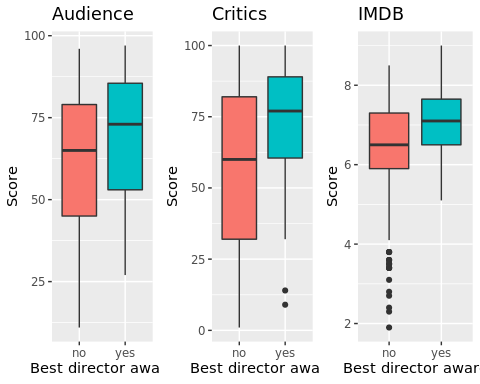 Audience
Score
100
75
50
25
no yes
Best director awa
Critics
Score
100
75
50
25
0
no yes
Best director awa
IMDB
Score
8
6
4
2
no yes
Best director awar